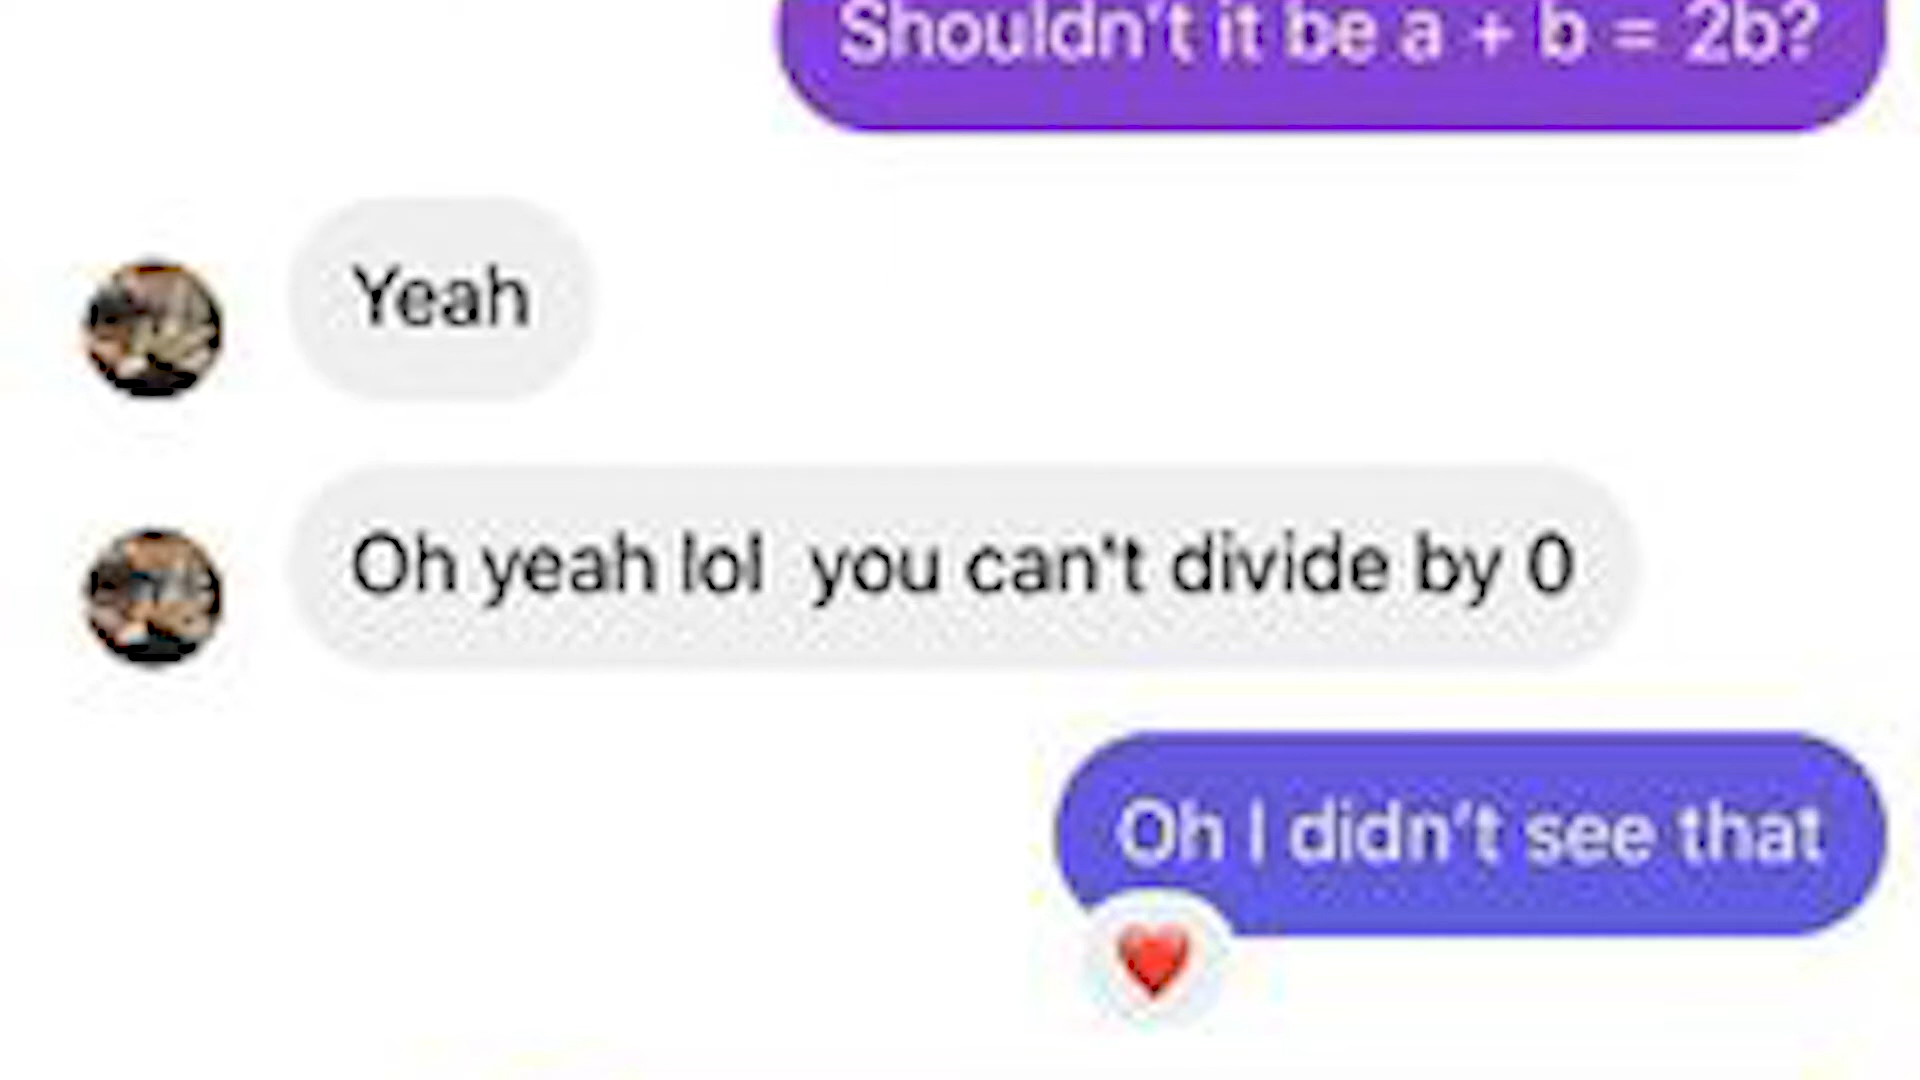 Shouldn't it be a + b = 2b?
Yeah
Oh yeah lol  you can't divide by 0
Oh I didn't see that